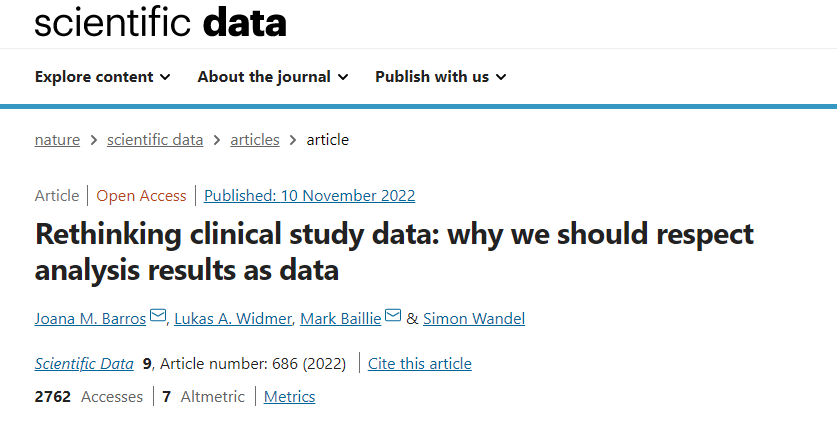 scientific data
Explore content About the journal Publish with us
nature > scientific data > articles > article
Article | Open Access | Published: 10 November 2022
Rethinking clinical study data: why we should respect
analysis results as data
Joana M. Barros, Lukas A. Widmer, Mark Baillie & Simon Wandel
Scientific Data 9, Article number: 686 (2022) | Cite this article
2762 Accesses | 7 Altmetric | Metrics